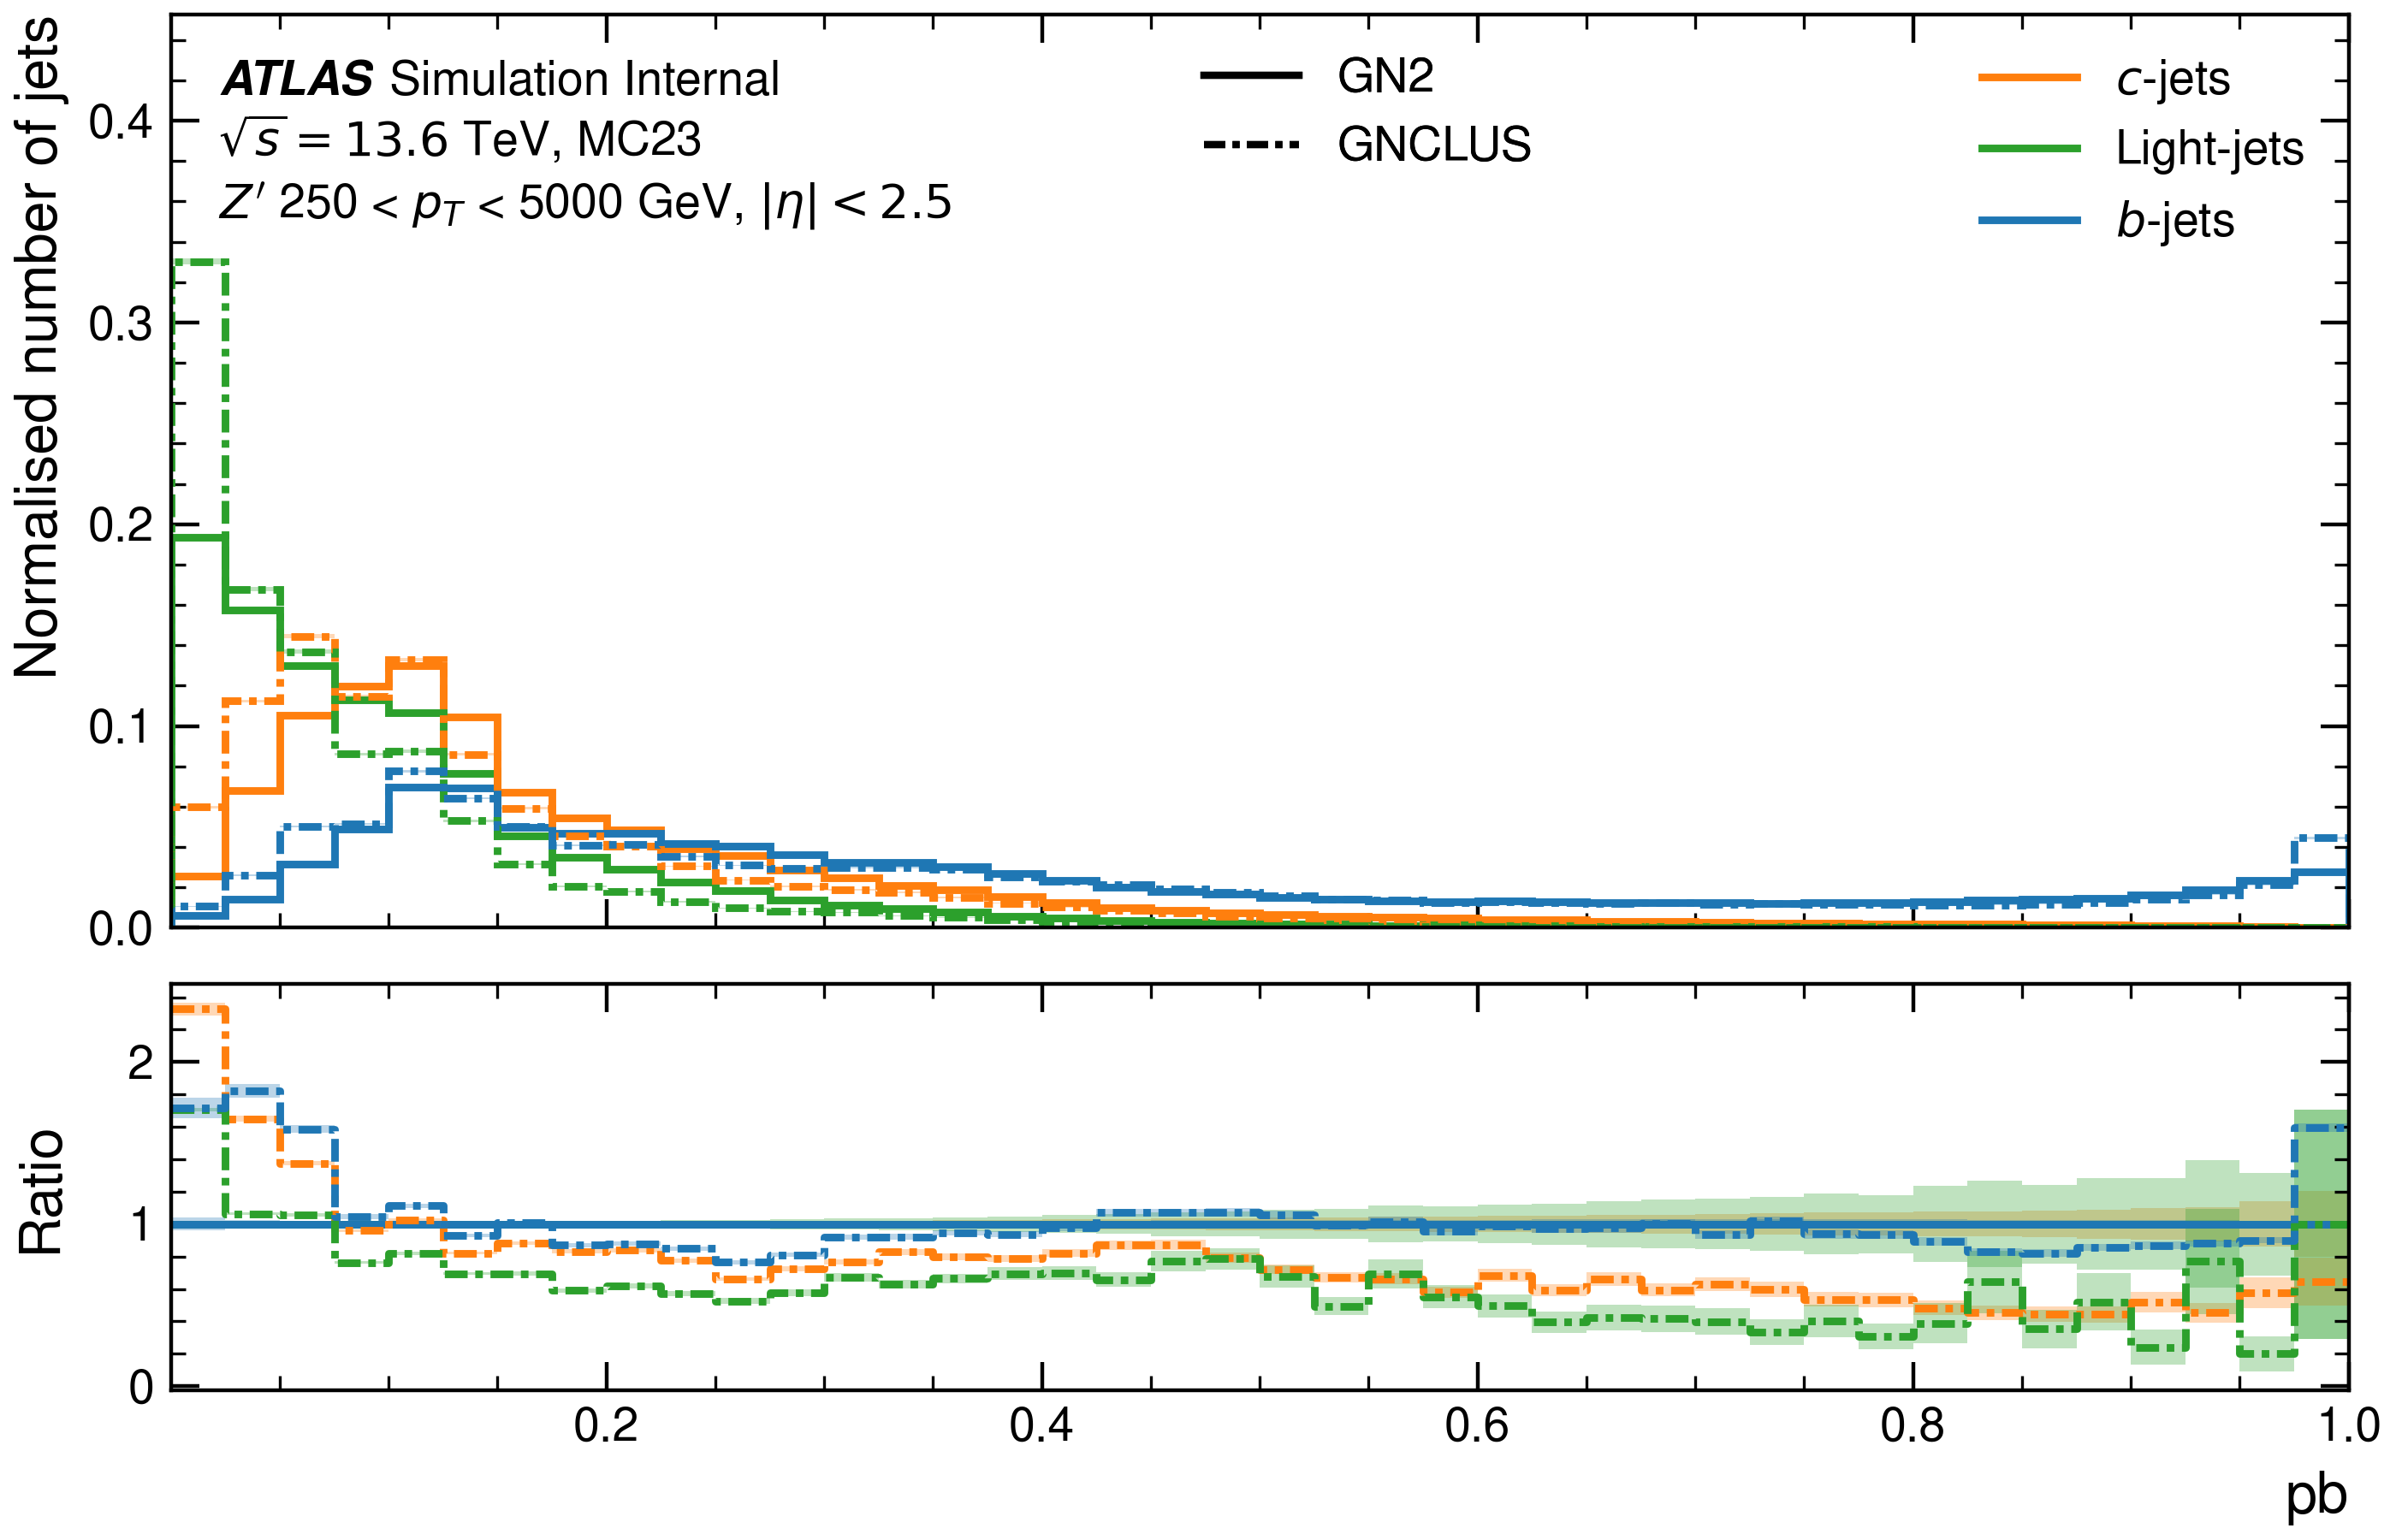 ATLAS Simulation Internal
√s = 13.6 TeV, MC23
Z′ 250 < pT < 5000 GeV, |η| < 2.5
GN2
GNCLUS
c-jets
Light-jets
b-jets
Normalised number of jets
0.4
0.3
0.2
0.1
0.0
Ratio
2
1
0
0.2 0.4 0.6 0.8 1.0
pb